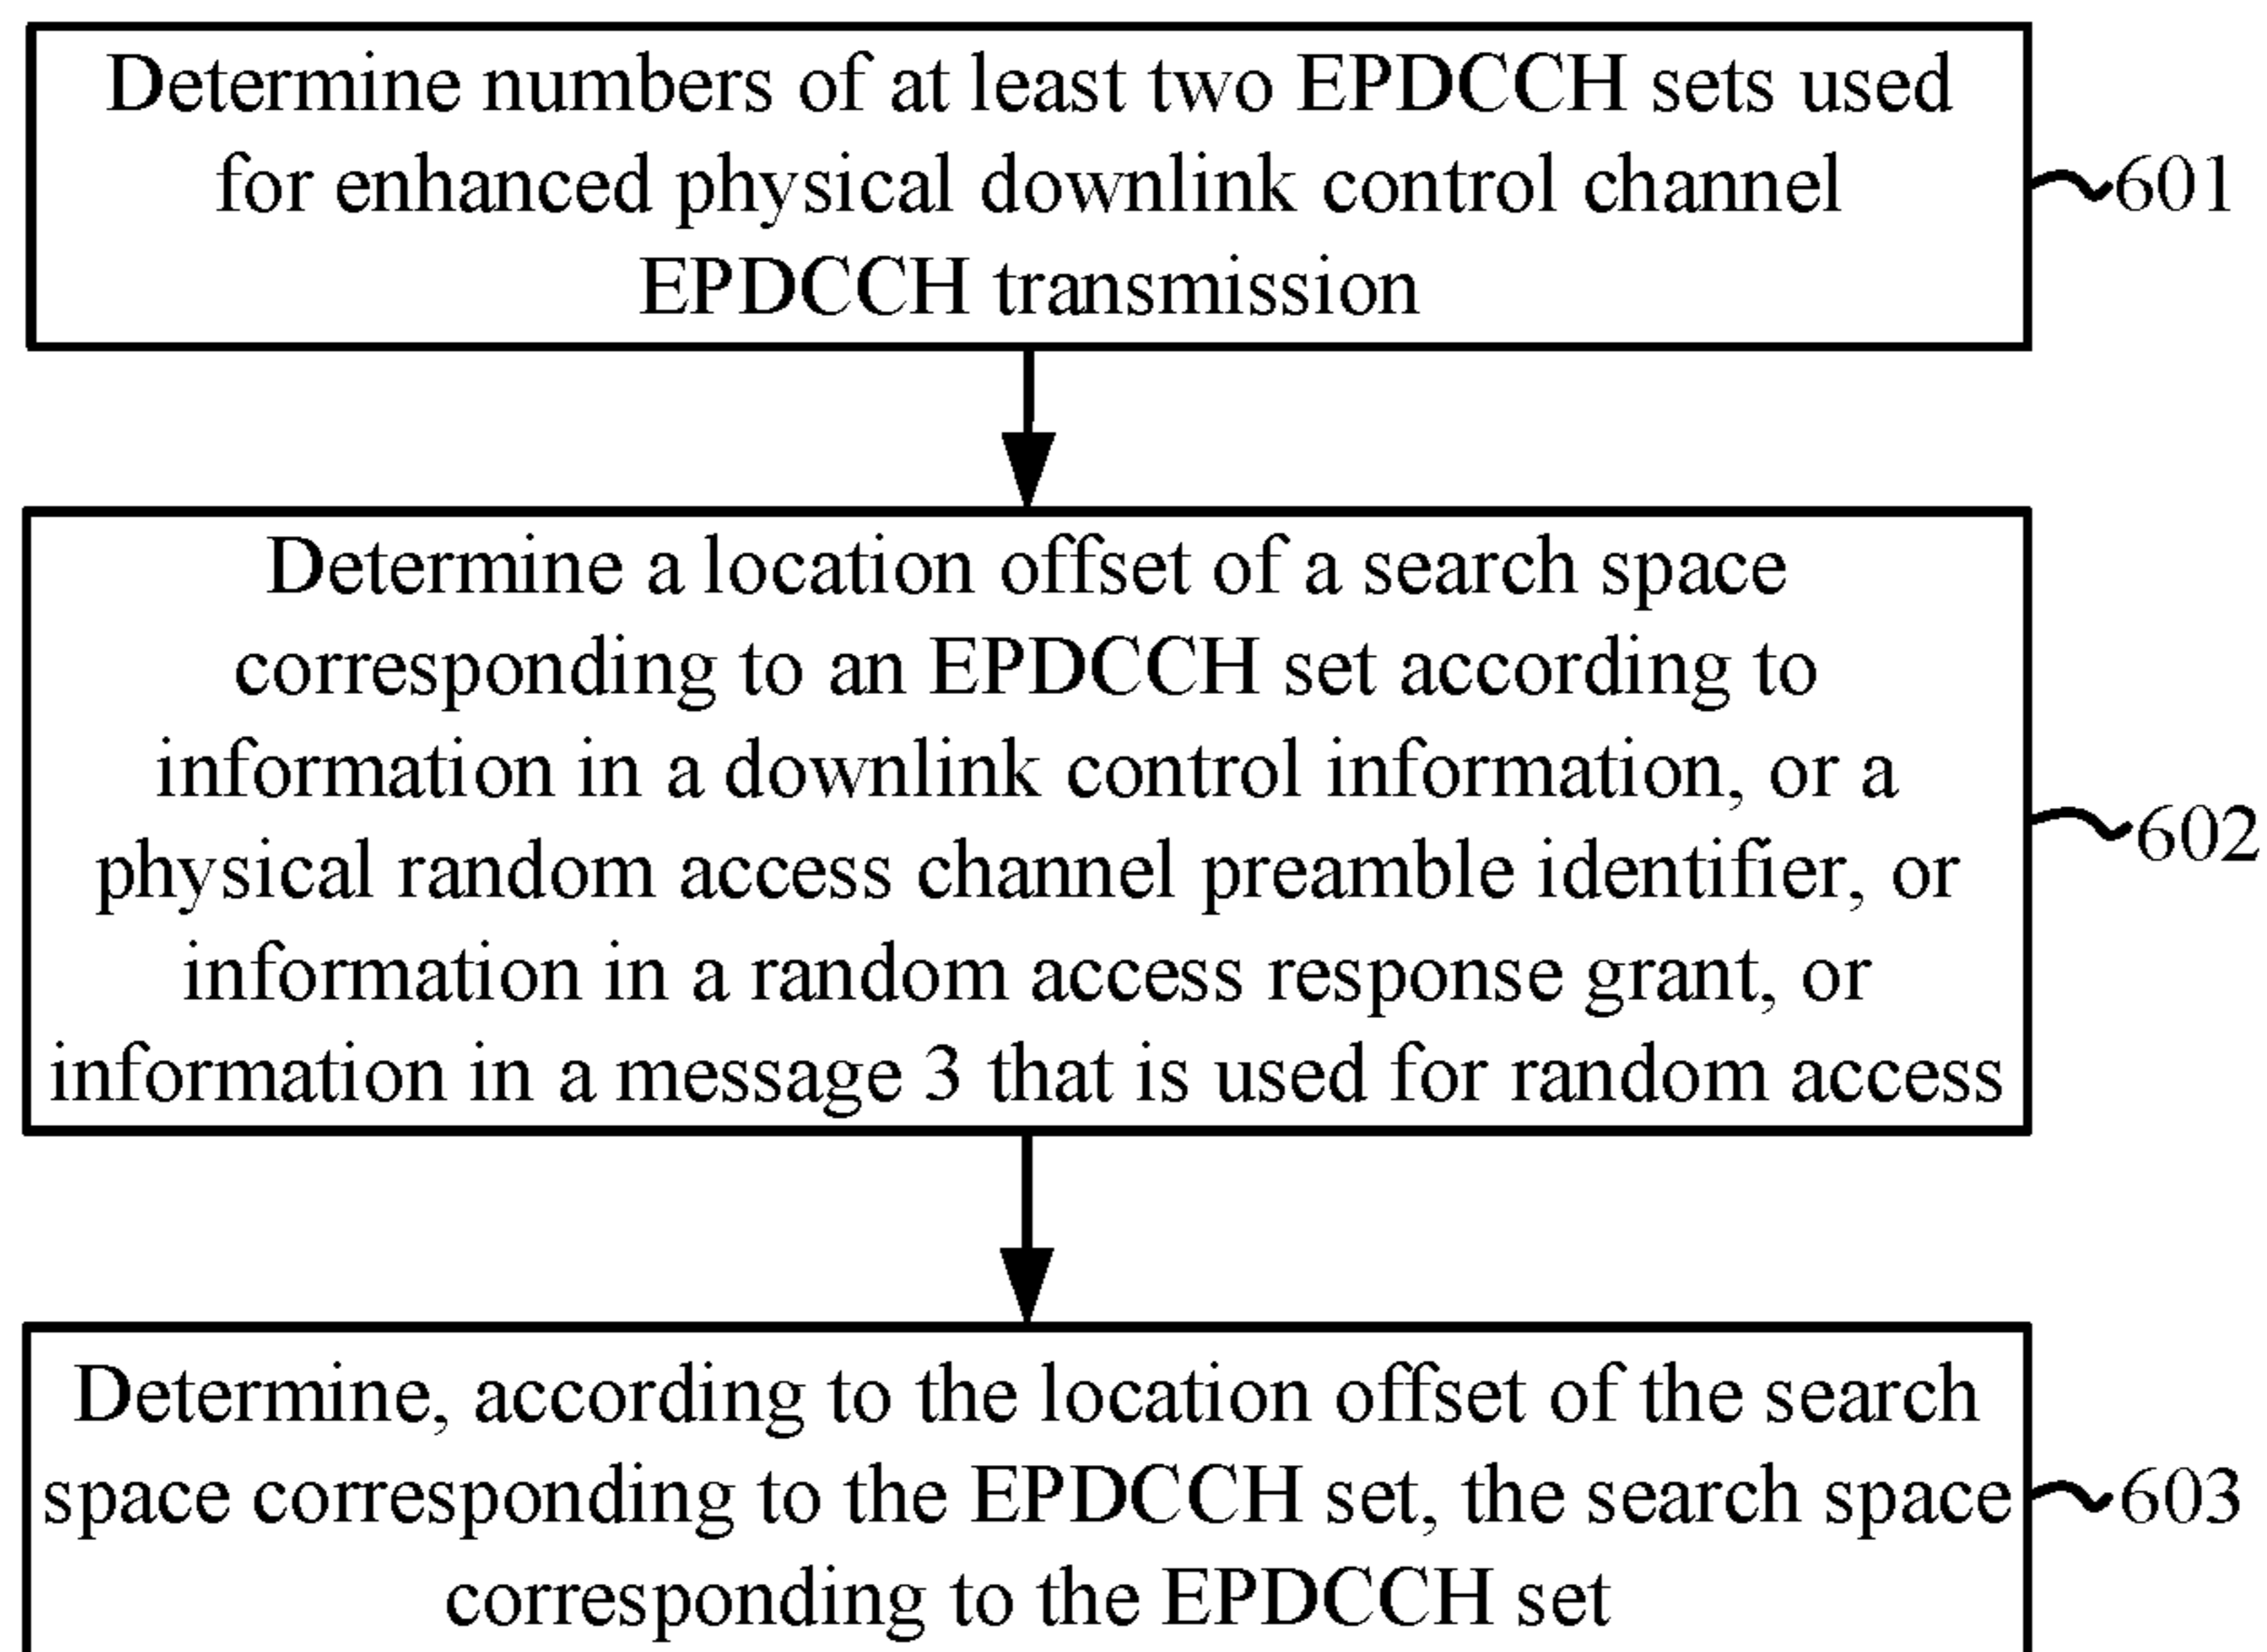 Determine numbers of at least two EPDCCH sets used
for enhanced physical downlink control channel
EPDCCH transmission
601
Determine a location offset of a search space
corresponding to an EPDCCH set according to
information in a downlink control information, or a
physical random access channel preamble identifier, or
information in a random access response grant, or
information in a message 3 that is used for random access
602
Determine, according to the location offset of the search
space corresponding to the EPDCCH set, the search space
corresponding to the EPDCCH set
603